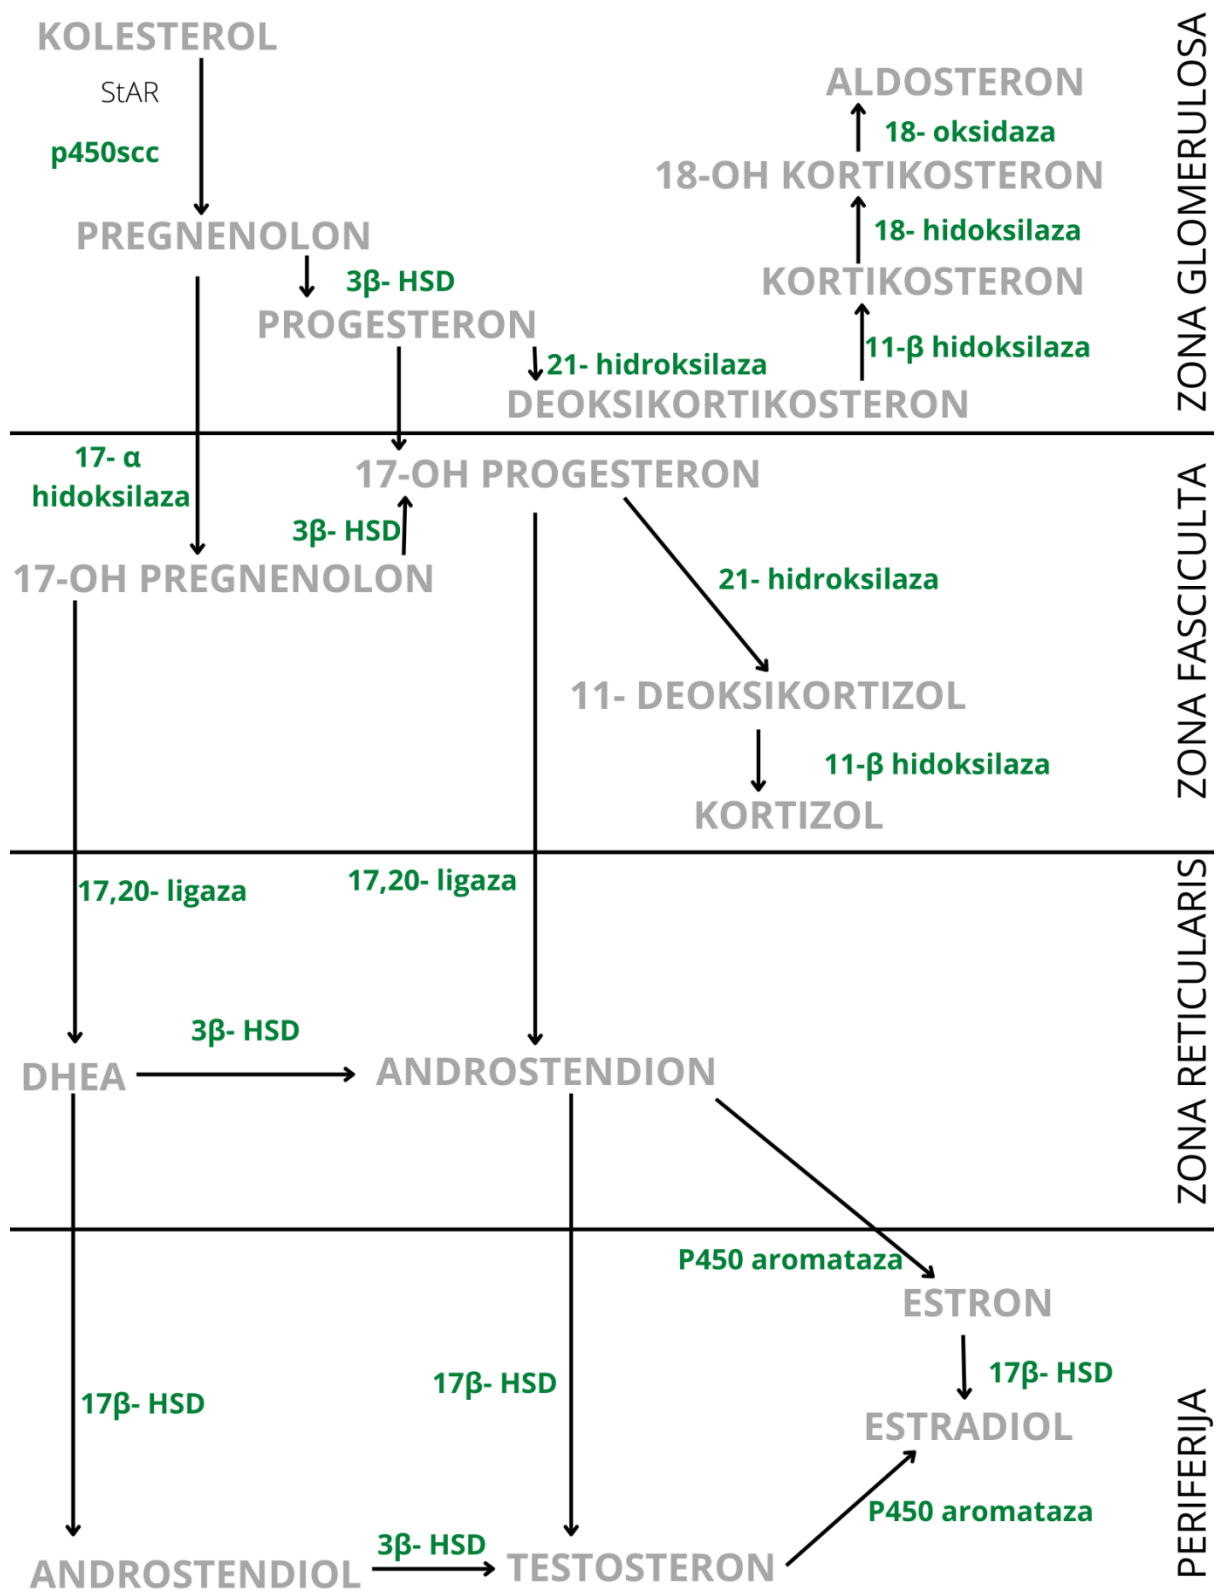 KOLESTEROL
StAR
p450scc
PREGNENOLON
3β- HSD
PROGESTERON
21- hidroksilaza
DEOKSIKORTIKOSTERON
11-β hidoksilaza
KORTIKOSTERON
18- hidoksilaza
18-OH KORTIKOSTERON
18- oksidaza
ALDOSTERON
ZONA GLOMERULOSA
17- α
hidoksilaza
17-OH PROGESTERON
3β- HSD
17-OH PREGNENOLON
21- hidroksilaza
11- DEOKSIKORTIZOL
11-β hidoksilaza
KORTIZOL
ZONA FASCICULTA
17,20- ligaza
17,20- ligaza
3β- HSD
DHEA
ANDROSTENDION
ZONA RETICULARIS
P450 aromataza
ESTRON
17β- HSD
17β- HSD
17β- HSD
ESTRADIOL
P450 aromataza
3β- HSD
ANDROSTENDIOL
TESTOSTERON
PERIFERIJA